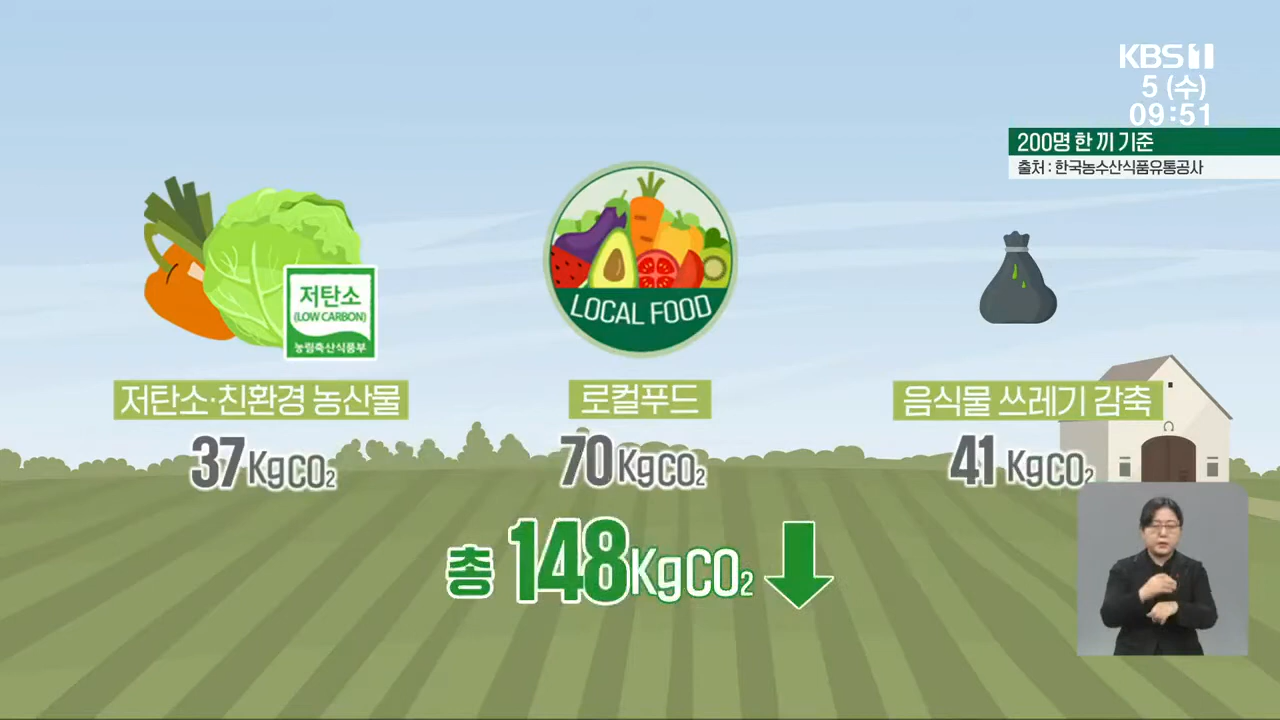 KBS 1
5 (수)
09:51
200명 한 끼 기준
출처 : 한국농수산식품유통공사
저탄소
(LOW CARBON)
농림축산식품부
LOCAL FOOD
저탄소·친환경 농산물
로컬푸드
음식물 쓰레기 감축
37KgCO₂
70KgCO₂
41 KgCO₂
총 148KgCO₂